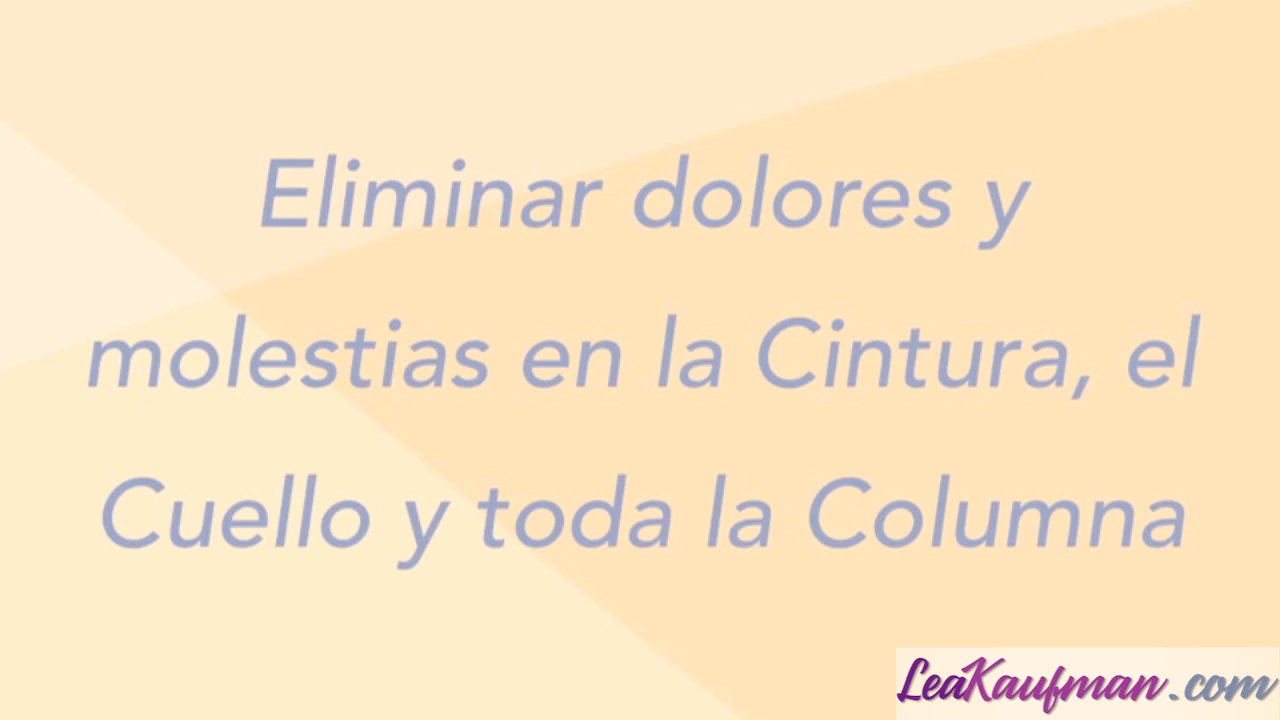 Eliminar dolores y
molestias en la Cintura, el
Cuello y toda la Columna
LeaKaufman.com